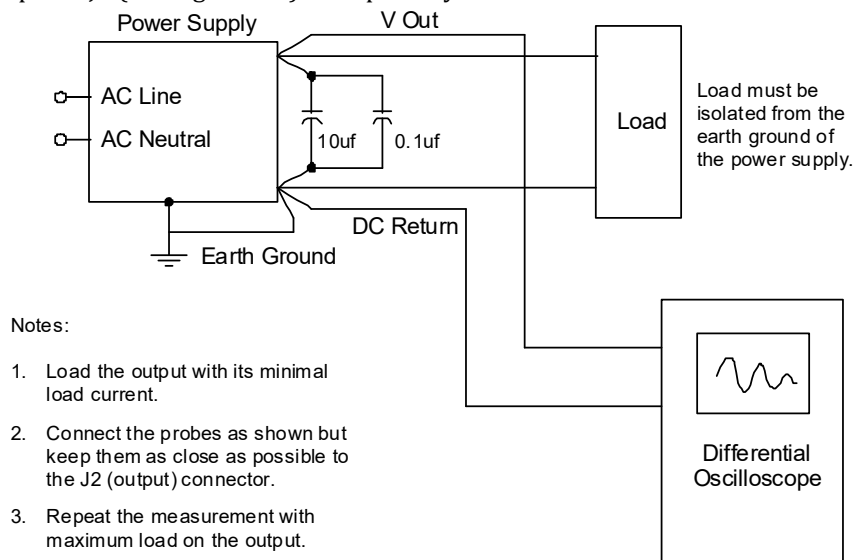 Power Supply
V Out
AC Line
AC Neutral
10uf
0.1uf
Load
Load must be
isolated from the
earth ground of
the power supply.
DC Return
Earth Ground
Notes:
1. Load the output with its minimal
load current.
2. Connect the probes as shown but
keep them as close as possible to
the J2 (output) connector.
3. Repeat the measurement with
maximum load on the output.
Differential
Oscilloscope